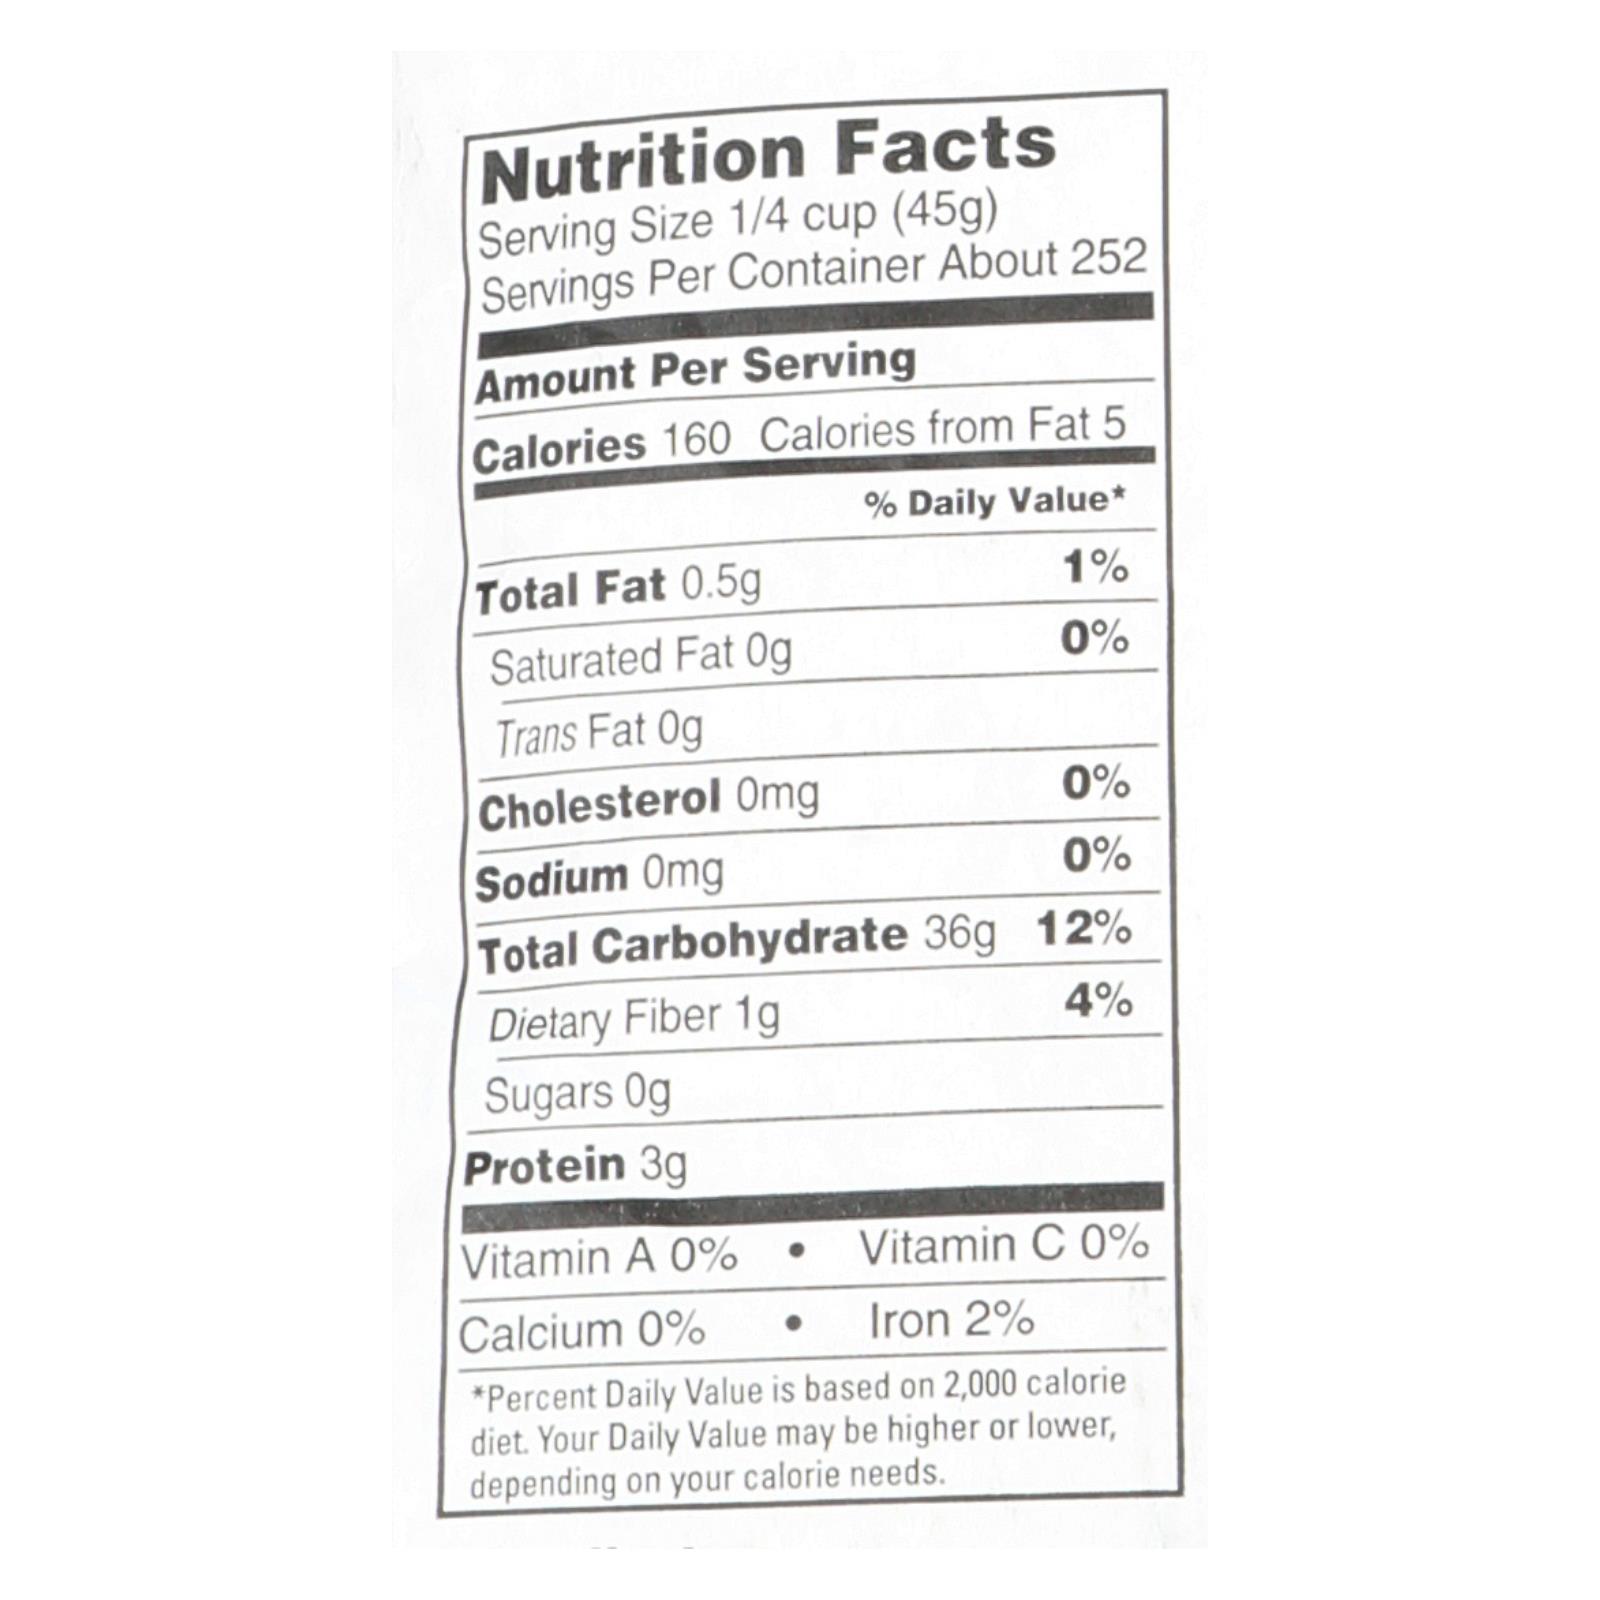 Nutrition Facts
Serving Size 1/4 cup (45g)
Servings Per Container About 252
Amount Per Serving
Calories 160 Calories from Fat 5
% Daily Value*
Total Fat 0.5g 1%
Saturated Fat 0g 0%
Trans Fat 0g
Cholesterol 0mg 0%
Sodium 0mg 0%
Total Carbohydrate 36g 12%
Dietary Fiber 1g 4%
Sugars 0g
Protein 3g
Vitamin A 0% • Vitamin C 0%
Calcium 0% • Iron 2%
*Percent Daily Value is based on 2,000 calorie
diet. Your Daily Value may be higher or lower,
depending on your calorie needs.